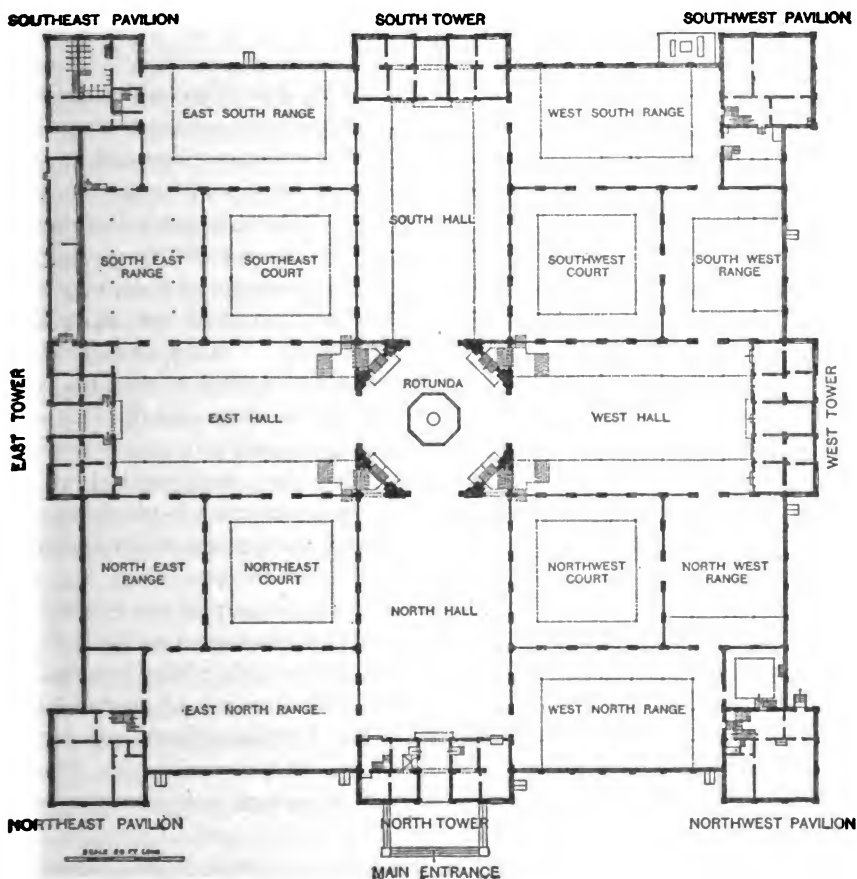 SOUTHEAST PAVILION
SOUTH TOWER
SOUTHWEST PAVILION
EAST SOUTH RANGE
WEST SOUTH RANGE
SOUTH HALL
SOUTH EAST
RANGE
SOUTHEAST
COURT
SOUTHWEST
COURT
SOUTH WEST
RANGE
EAST TOWER
EAST HALL
ROTUNDA
WEST HALL
WEST TOWER
NORTH EAST
RANGE
NORTHEAST
COURT
NORTH HALL
NORTHWEST
COURT
NORTH WEST
RANGE
EAST NORTH RANGE
WEST NORTH RANGE
NORTHEAST PAVILION
NORTH TOWER
NORTHWEST PAVILION
SCALE FT LONG
MAIN ENTRANCE